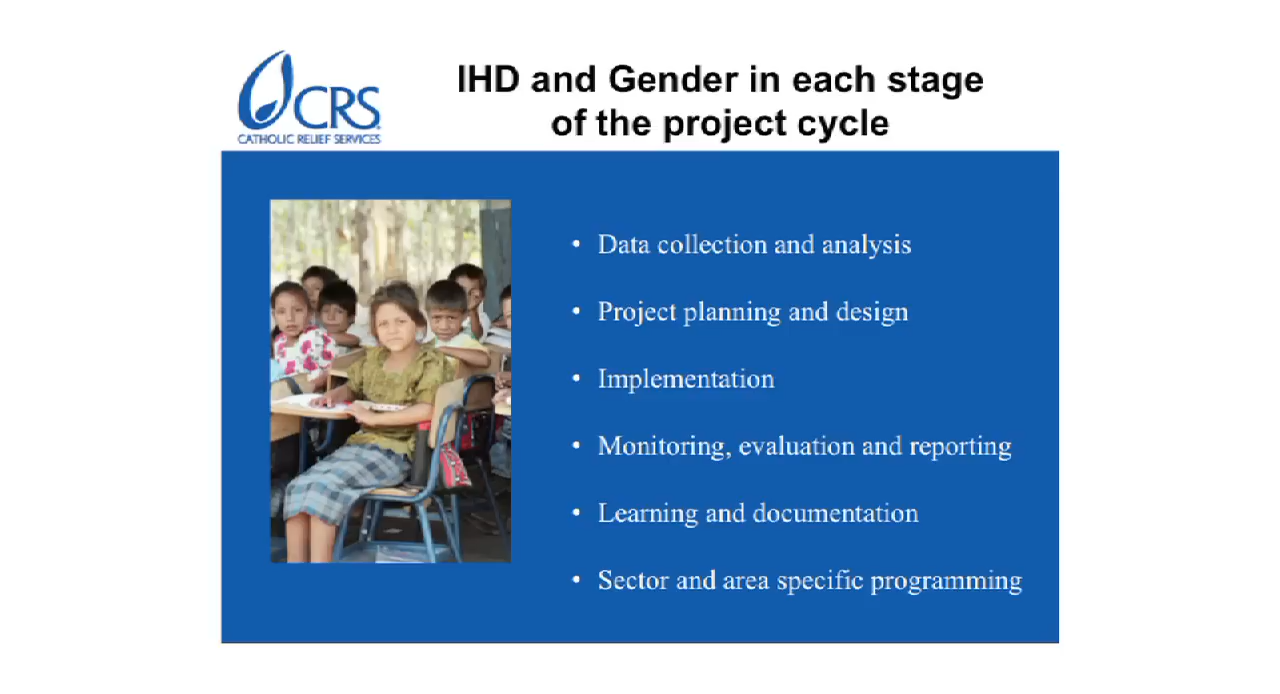 IHD and Gender in each stage
of the project cycle
CRS
CATHOLIC RELIEF SERVICES
• Data collection and analysis
• Project planning and design
• Implementation
• Monitoring, evaluation and reporting
• Learning and documentation
• Sector and area specific programming